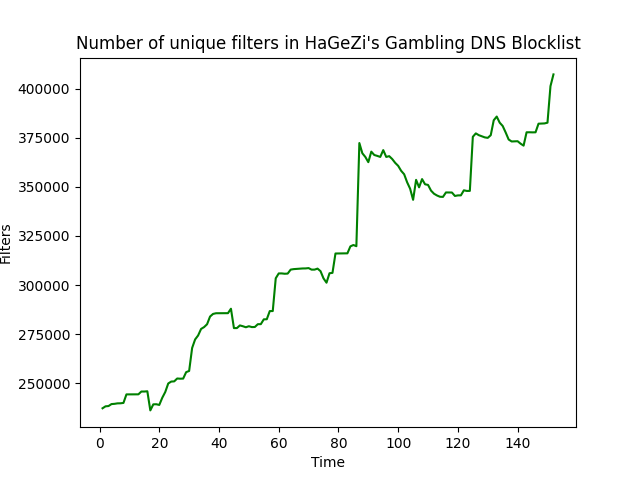 Number of unique filters in HaGeZi's Gambling DNS Blocklist
400000
375000
350000
325000
300000
275000
250000
Filters
0 20 40 60 80 100 120 140
Time